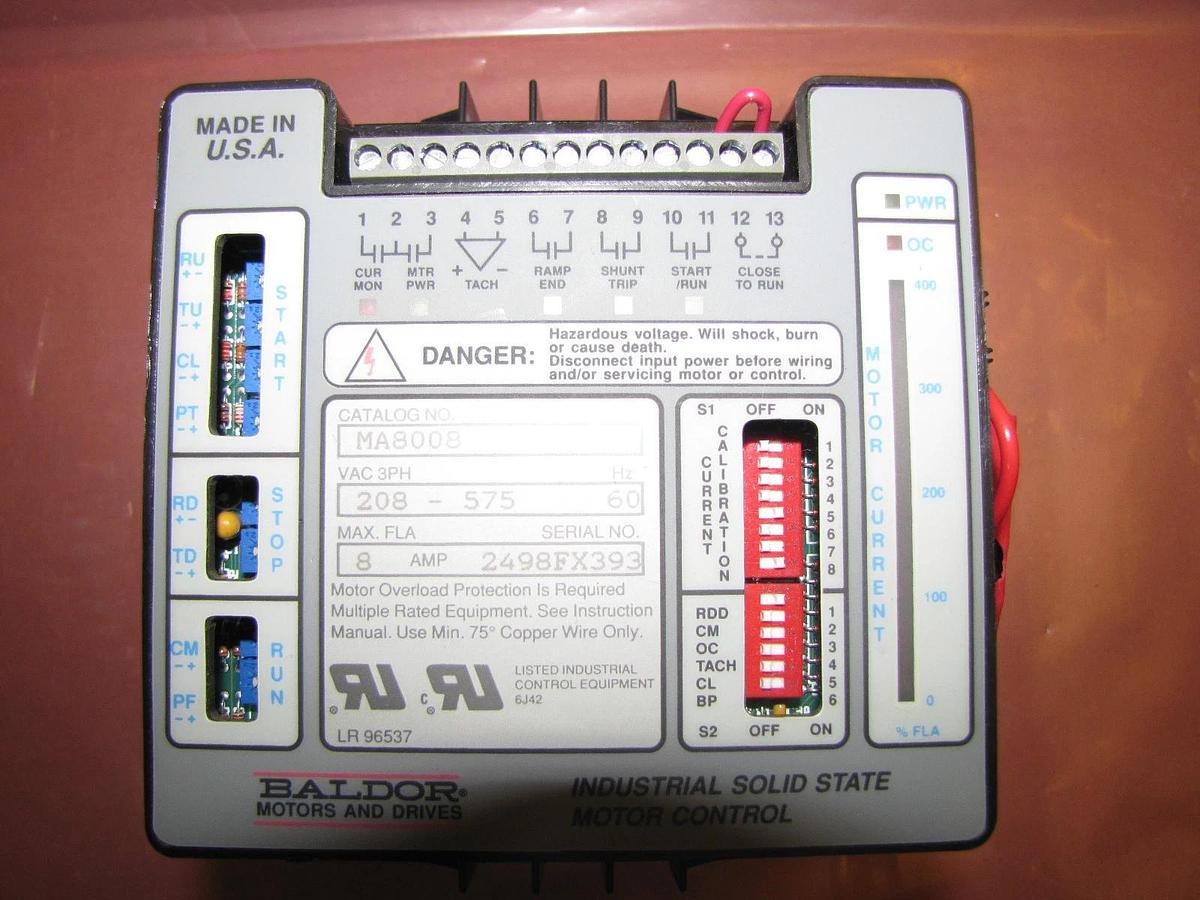 MADE IN
U.S.A.
1 2 3 4 5 6 7 8 9 10 11 12 13
CUR MON
MTR PWR
+ TACH -
RAMP END
SHUNT TRIP
START /RUN
CLOSE TO RUN
PWR
OC
400
300
200
100
0
MOTOR CURRENT
% FLA
RU
+ -
TU
- +
CL
- +
PT
- +
START
RD
+ -
TD
- +
STOP
CM
- +
PF
- +
RUN
DANGER:
Hazardous voltage. Will shock, burn
or cause death.
Disconnect input power before wiring
and/or servicing motor or control.
CATALOG NO.
MA8008
VAC 3PH Hz
208 - 575 60
MAX. FLA SERIAL NO.
8 AMP 2498FX393
Motor Overload Protection is Required
Multiple Rated Equipment. See Instruction
Manual. Use Min. 75° Copper Wire Only.
LISTED INDUSTRIAL
CONTROL EQUIPMENT
6J42
LR 96537
S1 OFF ON
CURRENT CALIBRATION
1
2
3
4
5
6
7
8
RDD 1
CM 2
OC 3
TACH 4
CL 5
BP 6
S2 OFF ON
BALDOR®
MOTORS AND DRIVES
INDUSTRIAL SOLID STATE
MOTOR CONTROL